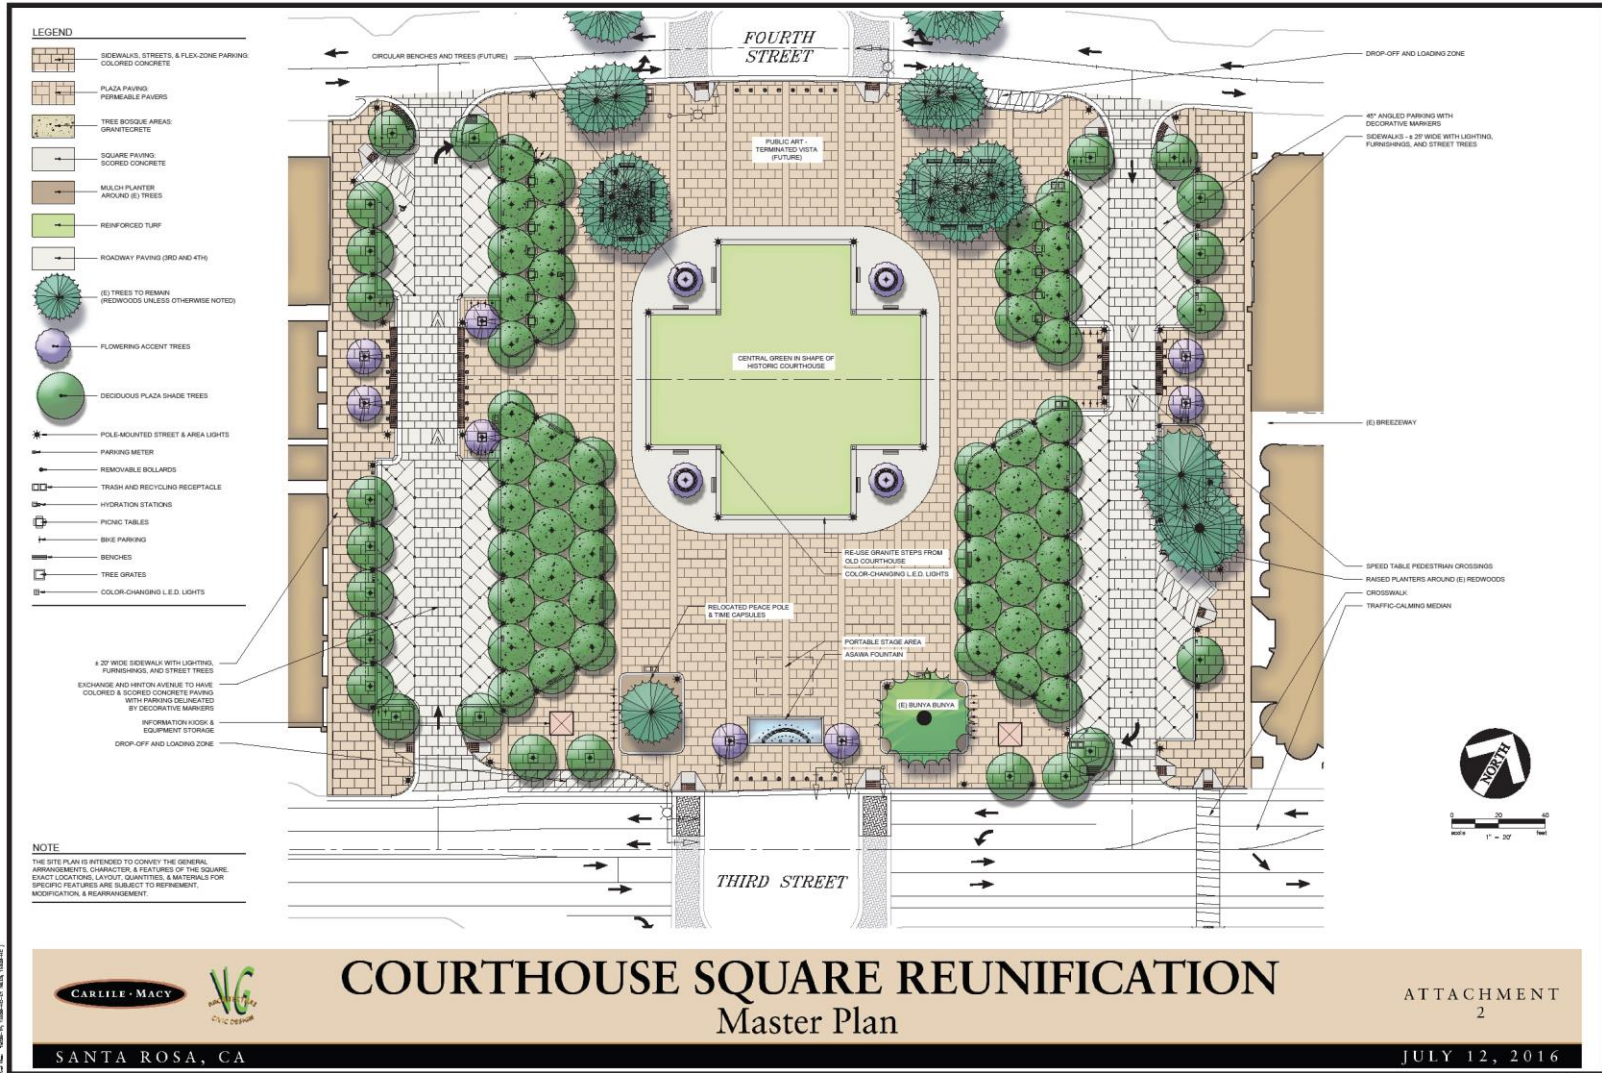 LEGEND
SIDEWALKS, STREETS, & FLEX-ZONE PARKING:
COLORED CONCRETE
PLAZA PAVING:
PERMEABLE PAVERS
TREE BOSQUE AREAS:
GRANITECRETE
SQUARE PAVING:
SCORED CONCRETE
MULCH PLANTER
AROUND (E) TREES
REINFORCED TURF
ROADWAY PAVING (3RD AND 4TH)
(E) TREES TO REMAIN
(REDWOODS UNLESS OTHERWISE NOTED)
FLOWERING ACCENT TREES
DECIDUOUS PLAZA SHADE TREES
POLE-MOUNTED STREET & AREA LIGHTS
PARKING METER
REMOVABLE BOLLARDS
TRASH AND RECYCLING RECEPTACLE
HYDRATION STATIONS
PICNIC TABLES
BIKE PARKING
BENCHES
TREE GRATES
COLOR-CHANGING L.E.D. LIGHTS
± 20' WIDE SIDEWALK WITH LIGHTING,
FURNISHINGS, AND STREET TREES
EXCHANGE AND HINTON AVENUE TO HAVE
COLORED & SCORED CONCRETE PAVING
WITH PARKING DELINEATED
BY DECORATIVE MARKERS
INFORMATION KIOSK &
EQUIPMENT STORAGE
DROP-OFF AND LOADING ZONE
NOTE
THE SITE PLAN IS INTENDED TO CONVEY THE GENERAL
ARRANGEMENTS, CHARACTER, & FEATURES OF THE SQUARE.
EXACT LOCATIONS, LAYOUT, QUANTITIES, & MATERIALS FOR
SPECIFIC FEATURES ARE SUBJECT TO REFINEMENT,
MODIFICATION, & REARRANGEMENT.
CIRCULAR BENCHES AND TREES (FUTURE)
FOURTH
STREET
PUBLIC ART -
TERMINATED VISTA
(FUTURE)
CENTRAL GREEN IN SHAPE OF
HISTORIC COURTHOUSE
RE-USE GRANITE STEPS FROM
OLD COURTHOUSE
COLOR-CHANGING L.E.D. LIGHTS
RELOCATED PEACE POLE
& TIME CAPSULES
PORTABLE STAGE AREA
ASAWA FOUNTAIN
(E) BUNYA BUNYA
THIRD STREET
DROP-OFF AND LOADING ZONE
45° ANGLED PARKING WITH
DECORATIVE MARKERS
SIDEWALKS - ± 25' WIDE WITH LIGHTING,
FURNISHINGS, AND STREET TREES
(E) BREEZEWAY
SPEED TABLE PEDESTRIAN CROSSINGS
RAISED PLANTERS AROUND (E) REDWOODS
CROSSWALK
TRAFFIC-CALMING MEDIAN
NORTH
0 20 40
scale 1" = 20' feet
CARLILE • MACY
VG
ARCHITECTURE
CIVIC DESIGN
COURTHOUSE SQUARE REUNIFICATION
Master Plan
ATTACHMENT
2
SANTA ROSA, CA
JULY 12, 2016